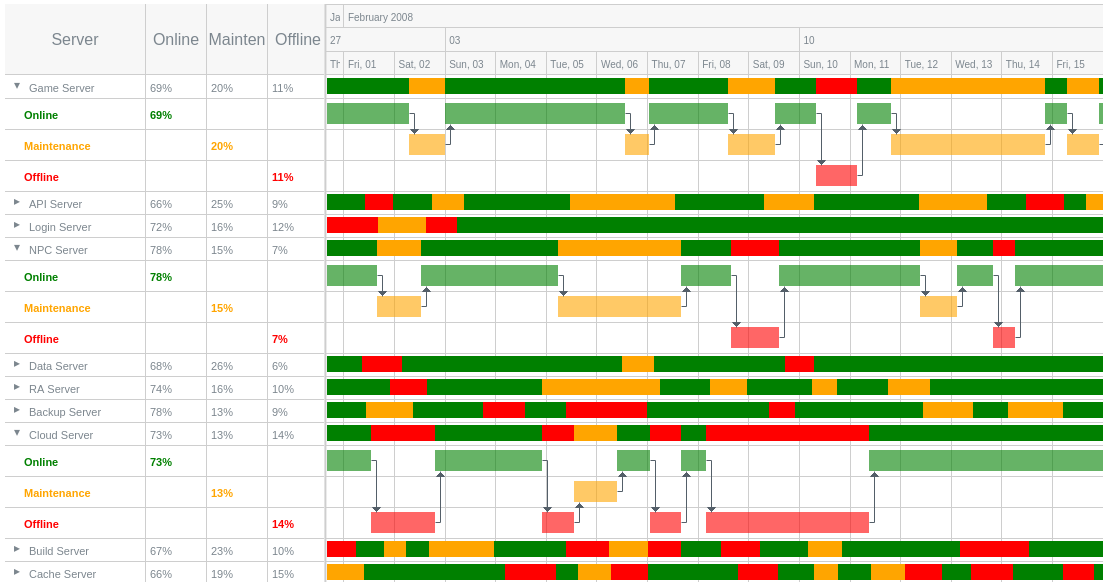 Ja February 2008
Server Online Mainten Offline
27 03 10
Th Fri, 01 Sat, 02 Sun, 03 Mon, 04 Tue, 05 Wed, 06 Thu, 07 Fri, 08 Sat, 09 Sun, 10 Mon, 11 Tue, 12 Wed, 13 Thu, 14 Fri, 15
Game Server 69% 20% 11%
Online 69%
Maintenance 20%
Offline 11%
API Server 66% 25% 9%
Login Server 72% 16% 12%
NPC Server 78% 15% 7%
Online 78%
Maintenance 15%
Offline 7%
Data Server 68% 26% 6%
RA Server 74% 16% 10%
Backup Server 78% 13% 9%
Cloud Server 73% 13% 14%
Online 73%
Maintenance 13%
Offline 14%
Build Server 67% 23% 10%
Cache Server 66% 19% 15%